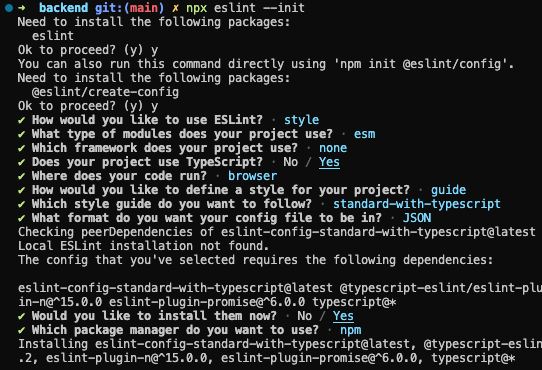 ➜ backend git:(main) ✗ npx eslint --init
Need to install the following packages:
eslint
Ok to proceed? (y) y
You can also run this command directly using 'npm init @eslint/config'.
Need to install the following packages:
@eslint/create-config
Ok to proceed? (y) y
✔ How would you like to use ESLint? · style
✔ What type of modules does your project use? · esm
✔ Which framework does your project use? · none
✔ Does your project use TypeScript? · No / Yes
✔ Where does your code run? · browser
✔ How would you like to define a style for your project? · guide
✔ Which style guide do you want to follow? · standard-with-typescript
✔ What format do you want your config file to be in? · JSON
Checking peerDependencies of eslint-config-standard-with-typescript@latest
Local ESLint installation not found.
The config that you've selected requires the following dependencies:
eslint-config-standard-with-typescript@latest @typescript-eslint/eslint-plu
in-n@^15.0.0 eslint-plugin-promise@^6.0.0 typescript@*
✔ Would you like to install them now? · No / Yes
✔ Which package manager do you want to use? · npm
Installing eslint-config-standard-with-typescript@latest, @typescript-eslin
.2, eslint-plugin-n@^15.0.0, eslint-plugin-promise@^6.0.0, typescript@*